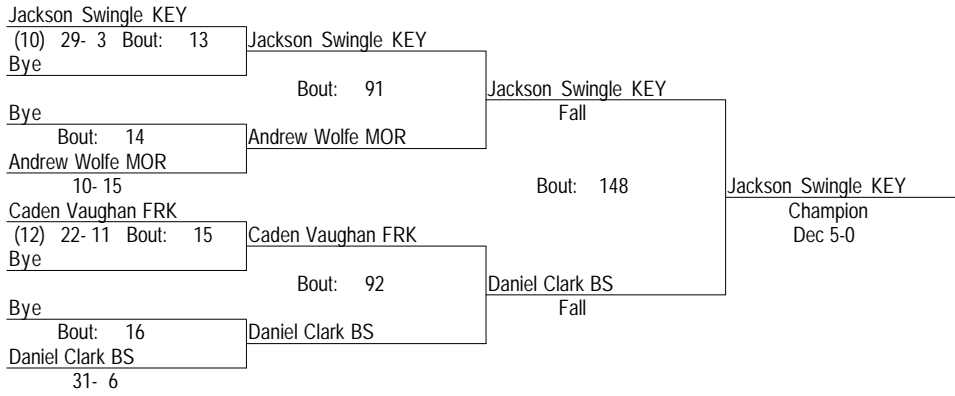 Jackson Swingle KEY
(10) 29- 3 Bout: 13
Jackson Swingle KEY
Bye
Bout: 91
Jackson Swingle KEY
Bye
Fall
Bout: 14
Andrew Wolfe MOR
Andrew Wolfe MOR
10- 15
Bout: 148
Jackson Swingle KEY
Caden Vaughan FRK
Champion
(12) 22- 11 Bout: 15
Caden Vaughan FRK
Dec 5-0
Bye
Bout: 92
Daniel Clark BS
Bye
Fall
Bout: 16
Daniel Clark BS
Daniel Clark BS
31- 6